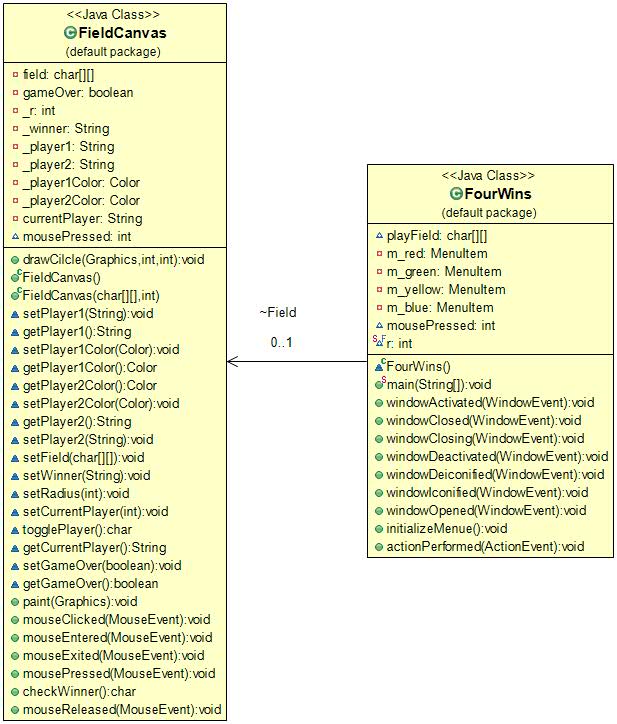 <<Java Class>>
FieldCanvas
(default package)
field: char[][]
gameOver: boolean
_r: int
_winner: String
_player1: String
_player2: String
_player1Color: Color
_player2Color: Color
currentPlayer: String
mousePressed: int
drawCilcle(Graphics,int,int):void
FieldCanvas()
FieldCanvas(char[][],int)
setPlayer1(String):void
getPlayer1():String
setPlayer1Color(Color):void
getPlayer1Color():Color
getPlayer2Color():Color
setPlayer2Color(Color):void
getPlayer2():String
setPlayer2(String):void
setField(char[][]):void
setWinner(String):void
setRadius(int):void
setCurrentPlayer(int):void
togglePlayer():char
getCurrentPlayer():String
setGameOver(boolean):void
getGameOver():boolean
paint(Graphics):void
mouseClicked(MouseEvent):void
mouseEntered(MouseEvent):void
mouseExited(MouseEvent):void
mousePressed(MouseEvent):void
checkWinner():char
mouseReleased(MouseEvent):void
~Field
0..1
<<Java Class>>
FourWins
(default package)
playField: char[][]
m_red: MenuItem
m_green: MenuItem
m_yellow: MenuItem
m_blue: MenuItem
mousePressed: int
r: int
FourWins()
main(String[]):void
windowActivated(WindowEvent):void
windowClosed(WindowEvent):void
windowClosing(WindowEvent):void
windowDeactivated(WindowEvent):void
windowDeiconified(WindowEvent):void
windowIconified(WindowEvent):void
windowOpened(WindowEvent):void
initializeMenue():void
actionPerformed(ActionEvent):void